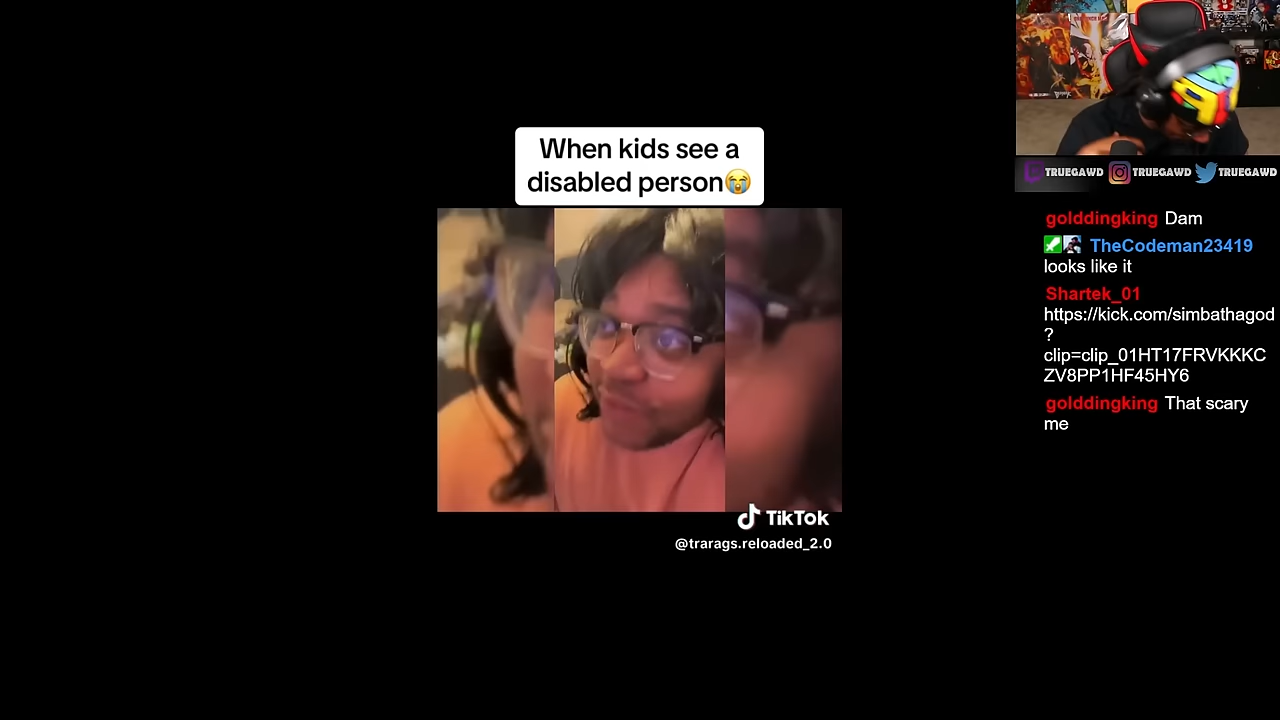 When kids see a
disabled person😭
TikTok
@trarags.reloaded_2.0
TRUEGAWD TRUEGAWD TRUEGAWD
golddingking Dam
TheCodeman23419
looks like it
Shartek_01
https://kick.com/simbathagod
?
clip=clip_01HT17FRVKKKC
ZV8PP1HF45HY6
golddingking That scary
me